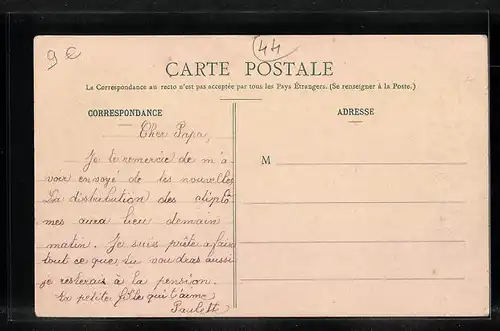 9 €
44
CARTE POSTALE
La Correspondance au recto n'est pas acceptée par tous les Pays Étrangers. (Se renseigner à la Poste.)
CORRESPONDANCE
ADRESSE
M
Cher Papa,
Je te remercie de m'a
voir envoyé de tes nouvelles
La distribution des diplô
mes aura lieu demain
matin. Je suis prête a faire
tout ce que tu voudras aussi
je resterais à la pension.
ta petite fille qui t'aime
Paulette